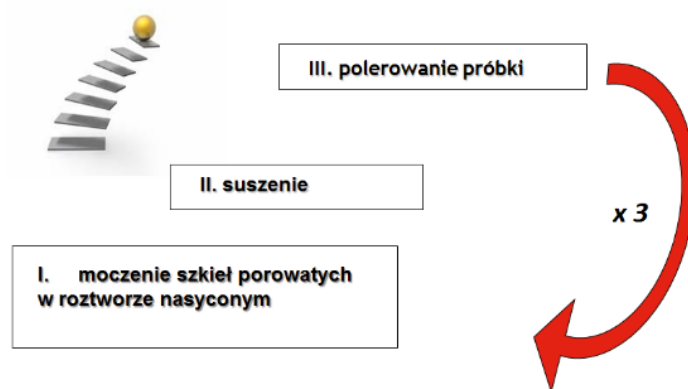 III. polerowanie próbki
II. suszenie
x 3
I. moczenie szkieł porowatych
w roztworze nasyconym